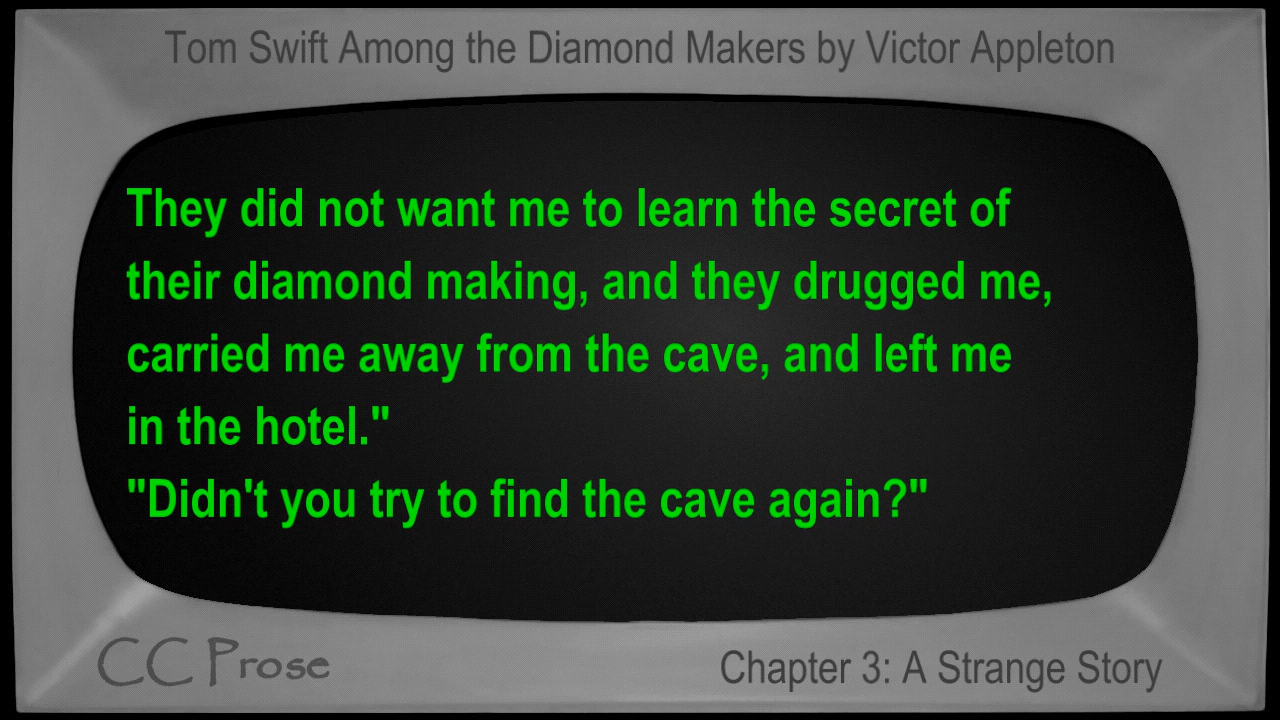 Tom Swift Among the Diamond Makers by Victor Appleton
They did not want me to learn the secret of
their diamond making, and they drugged me,
carried me away from the cave, and left me
in the hotel."
"Didn't you try to find the cave again?"
CC Prose
Chapter 3: A Strange Story